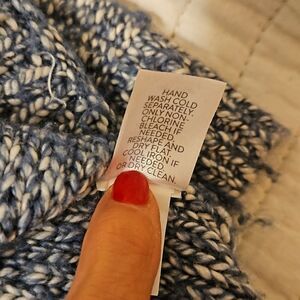 HAND
WASH COLD
SEPARATELY.
ONLY NON-
CHLORINE
BLEACH IF
NEEDED.
RESHAPE AND
DRY FLAT.
COOL IRON IF
NEEDED
OR DRY CLEAN